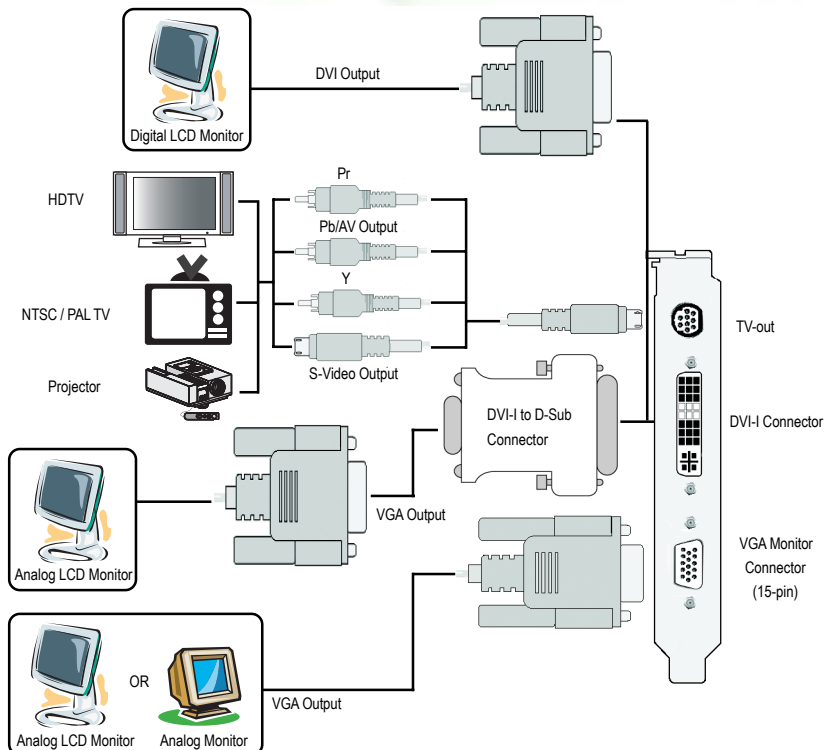 DVI Output
Digital LCD Monitor
HDTV
Pr
Pb/AV Output
Y
NTSC / PAL TV
S-Video Output
Projector
TV-out
DVI-I to D-Sub
Connector
DVI-I Connector
VGA Output
Analog LCD Monitor
VGA Monitor
Connector
(15-pin)
OR
VGA Output
Analog LCD Monitor
Analog Monitor